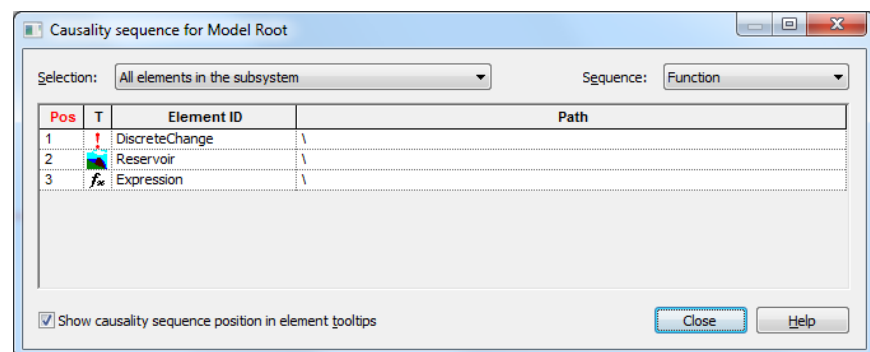 Causality sequence for Model Root
Selection: All elements in the subsystem Sequence: Function
Pos T Element ID Path
1 DiscreteChange \
2 Reservoir \
3 fx Expression \
Show causality sequence position in element tooltips Close Help